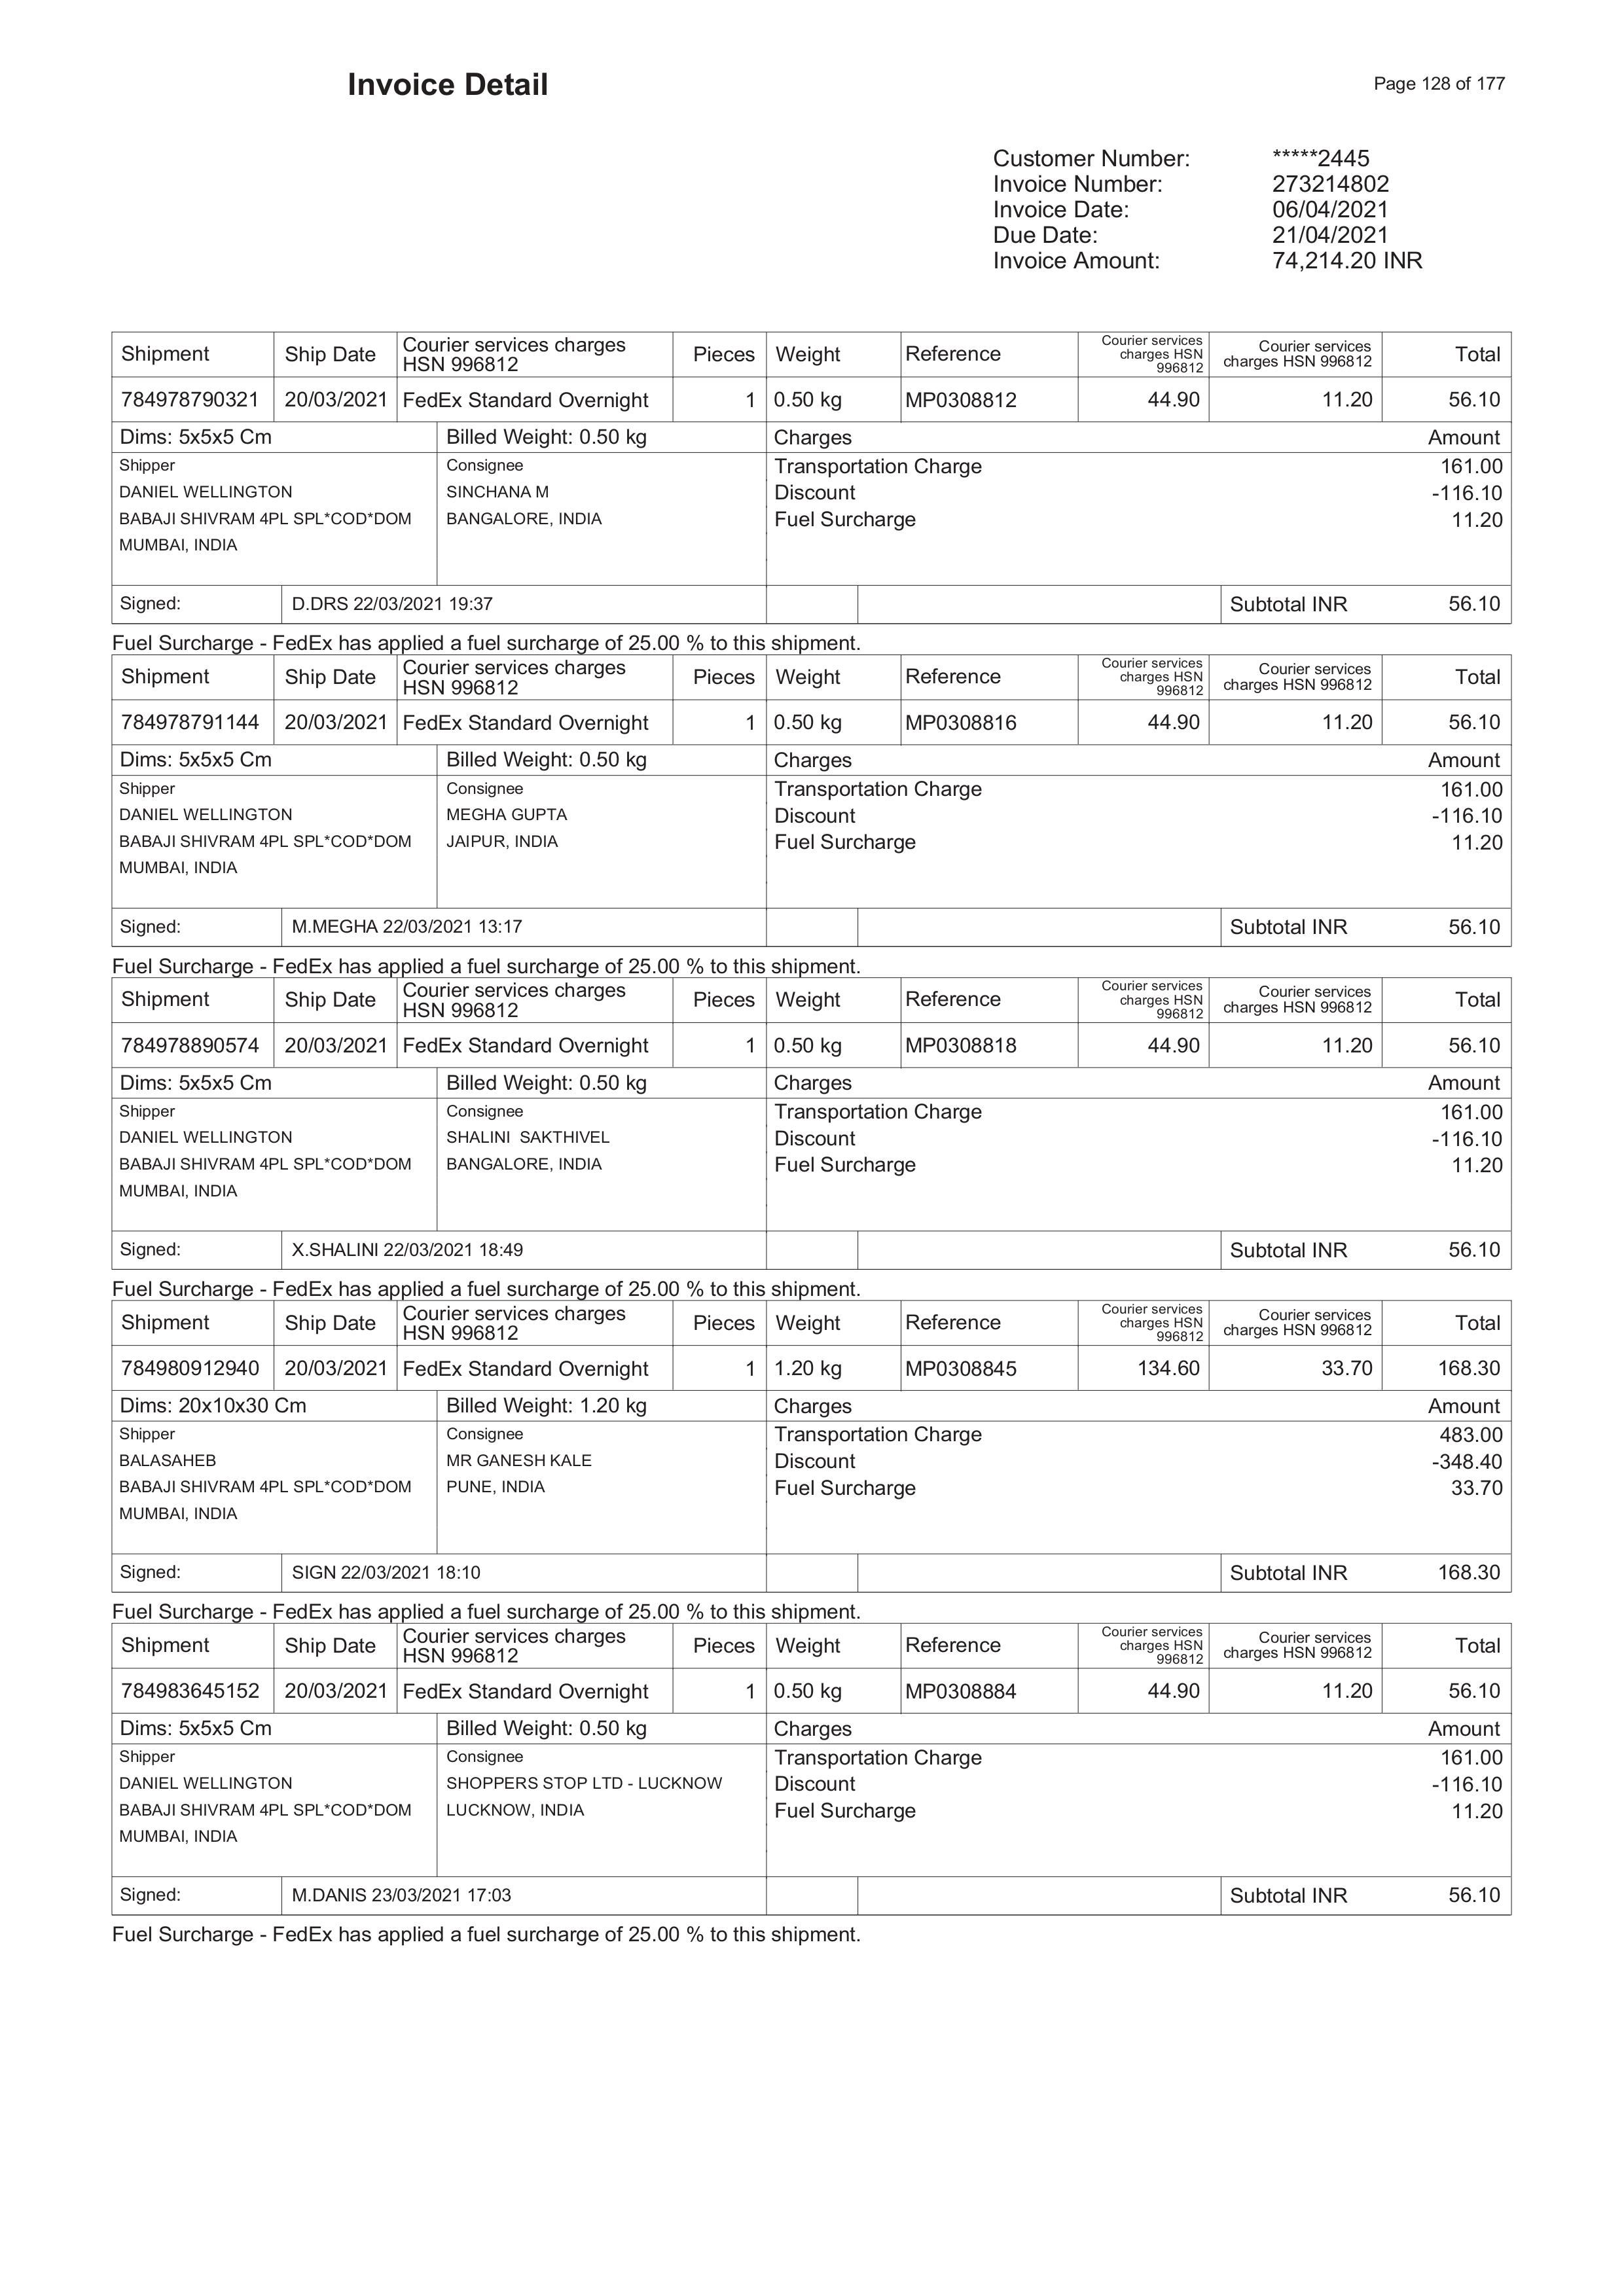 Invoice Detail
Page 128 of 177
Customer Number: *****2445
Invoice Number: 273214802
Invoice Date: 06/04/2021
Due Date: 21/04/2021
Invoice Amount: 74,214.20 INR
Shipment Ship Date Courier services charges HSN 996812 Pieces Weight Reference Courier services charges HSN 996812 Courier services charges HSN 996812 Total
784978790321 20/03/2021 FedEx Standard Overnight 1 0.50 kg MP0308812 44.90 11.20 56.10
Dims: 5x5x5 Cm Billed Weight: 0.50 kg Charges Amount
Shipper Consignee Transportation Charge 161.00
DANIEL WELLINGTON SINCHANA M Discount -116.10
BABAJI SHIVRAM 4PL SPL*COD*DOM BANGALORE, INDIA Fuel Surcharge 11.20
MUMBAI, INDIA
Signed: D.DRS 22/03/2021 19:37 Subtotal INR 56.10
Fuel Surcharge - FedEx has applied a fuel surcharge of 25.00 % to this shipment.
Shipment Ship Date Courier services charges HSN 996812 Pieces Weight Reference Courier services charges HSN 996812 Courier services charges HSN 996812 Total
784978791144 20/03/2021 FedEx Standard Overnight 1 0.50 kg MP0308816 44.90 11.20 56.10
Dims: 5x5x5 Cm Billed Weight: 0.50 kg Charges Amount
Shipper Consignee Transportation Charge 161.00
DANIEL WELLINGTON MEGHA GUPTA Discount -116.10
BABAJI SHIVRAM 4PL SPL*COD*DOM JAIPUR, INDIA Fuel Surcharge 11.20
MUMBAI, INDIA
Signed: M.MEGHA 22/03/2021 13:17 Subtotal INR 56.10
Fuel Surcharge - FedEx has applied a fuel surcharge of 25.00 % to this shipment.
Shipment Ship Date Courier services charges HSN 996812 Pieces Weight Reference Courier services charges HSN 996812 Courier services charges HSN 996812 Total
784978890574 20/03/2021 FedEx Standard Overnight 1 0.50 kg MP0308818 44.90 11.20 56.10
Dims: 5x5x5 Cm Billed Weight: 0.50 kg Charges Amount
Shipper Consignee Transportation Charge 161.00
DANIEL WELLINGTON SHALINI SAKTHIVEL Discount -116.10
BABAJI SHIVRAM 4PL SPL*COD*DOM BANGALORE, INDIA Fuel Surcharge 11.20
MUMBAI, INDIA
Signed: X.SHALINI 22/03/2021 18:49 Subtotal INR 56.10
Fuel Surcharge - FedEx has applied a fuel surcharge of 25.00 % to this shipment.
Shipment Ship Date Courier services charges HSN 996812 Pieces Weight Reference Courier services charges HSN 996812 Courier services charges HSN 996812 Total
784980912940 20/03/2021 FedEx Standard Overnight 1 1.20 kg MP0308845 134.60 33.70 168.30
Dims: 20x10x30 Cm Billed Weight: 1.20 kg Charges Amount
Shipper Consignee Transportation Charge 483.00
BALASAHEB MR GANESH KALE Discount -348.40
BABAJI SHIVRAM 4PL SPL*COD*DOM PUNE, INDIA Fuel Surcharge 33.70
MUMBAI, INDIA
Signed: SIGN 22/03/2021 18:10 Subtotal INR 168.30
Fuel Surcharge - FedEx has applied a fuel surcharge of 25.00 % to this shipment.
Shipment Ship Date Courier services charges HSN 996812 Pieces Weight Reference Courier services charges HSN 996812 Courier services charges HSN 996812 Total
784983645152 20/03/2021 FedEx Standard Overnight 1 0.50 kg MP0308884 44.90 11.20 56.10
Dims: 5x5x5 Cm Billed Weight: 0.50 kg Charges Amount
Shipper Consignee Transportation Charge 161.00
DANIEL WELLINGTON SHOPPERS STOP LTD - LUCKNOW Discount -116.10
BABAJI SHIVRAM 4PL SPL*COD*DOM LUCKNOW, INDIA Fuel Surcharge 11.20
MUMBAI, INDIA
Signed: M.DANIS 23/03/2021 17:03 Subtotal INR 56.10
Fuel Surcharge - FedEx has applied a fuel surcharge of 25.00 % to this shipment.